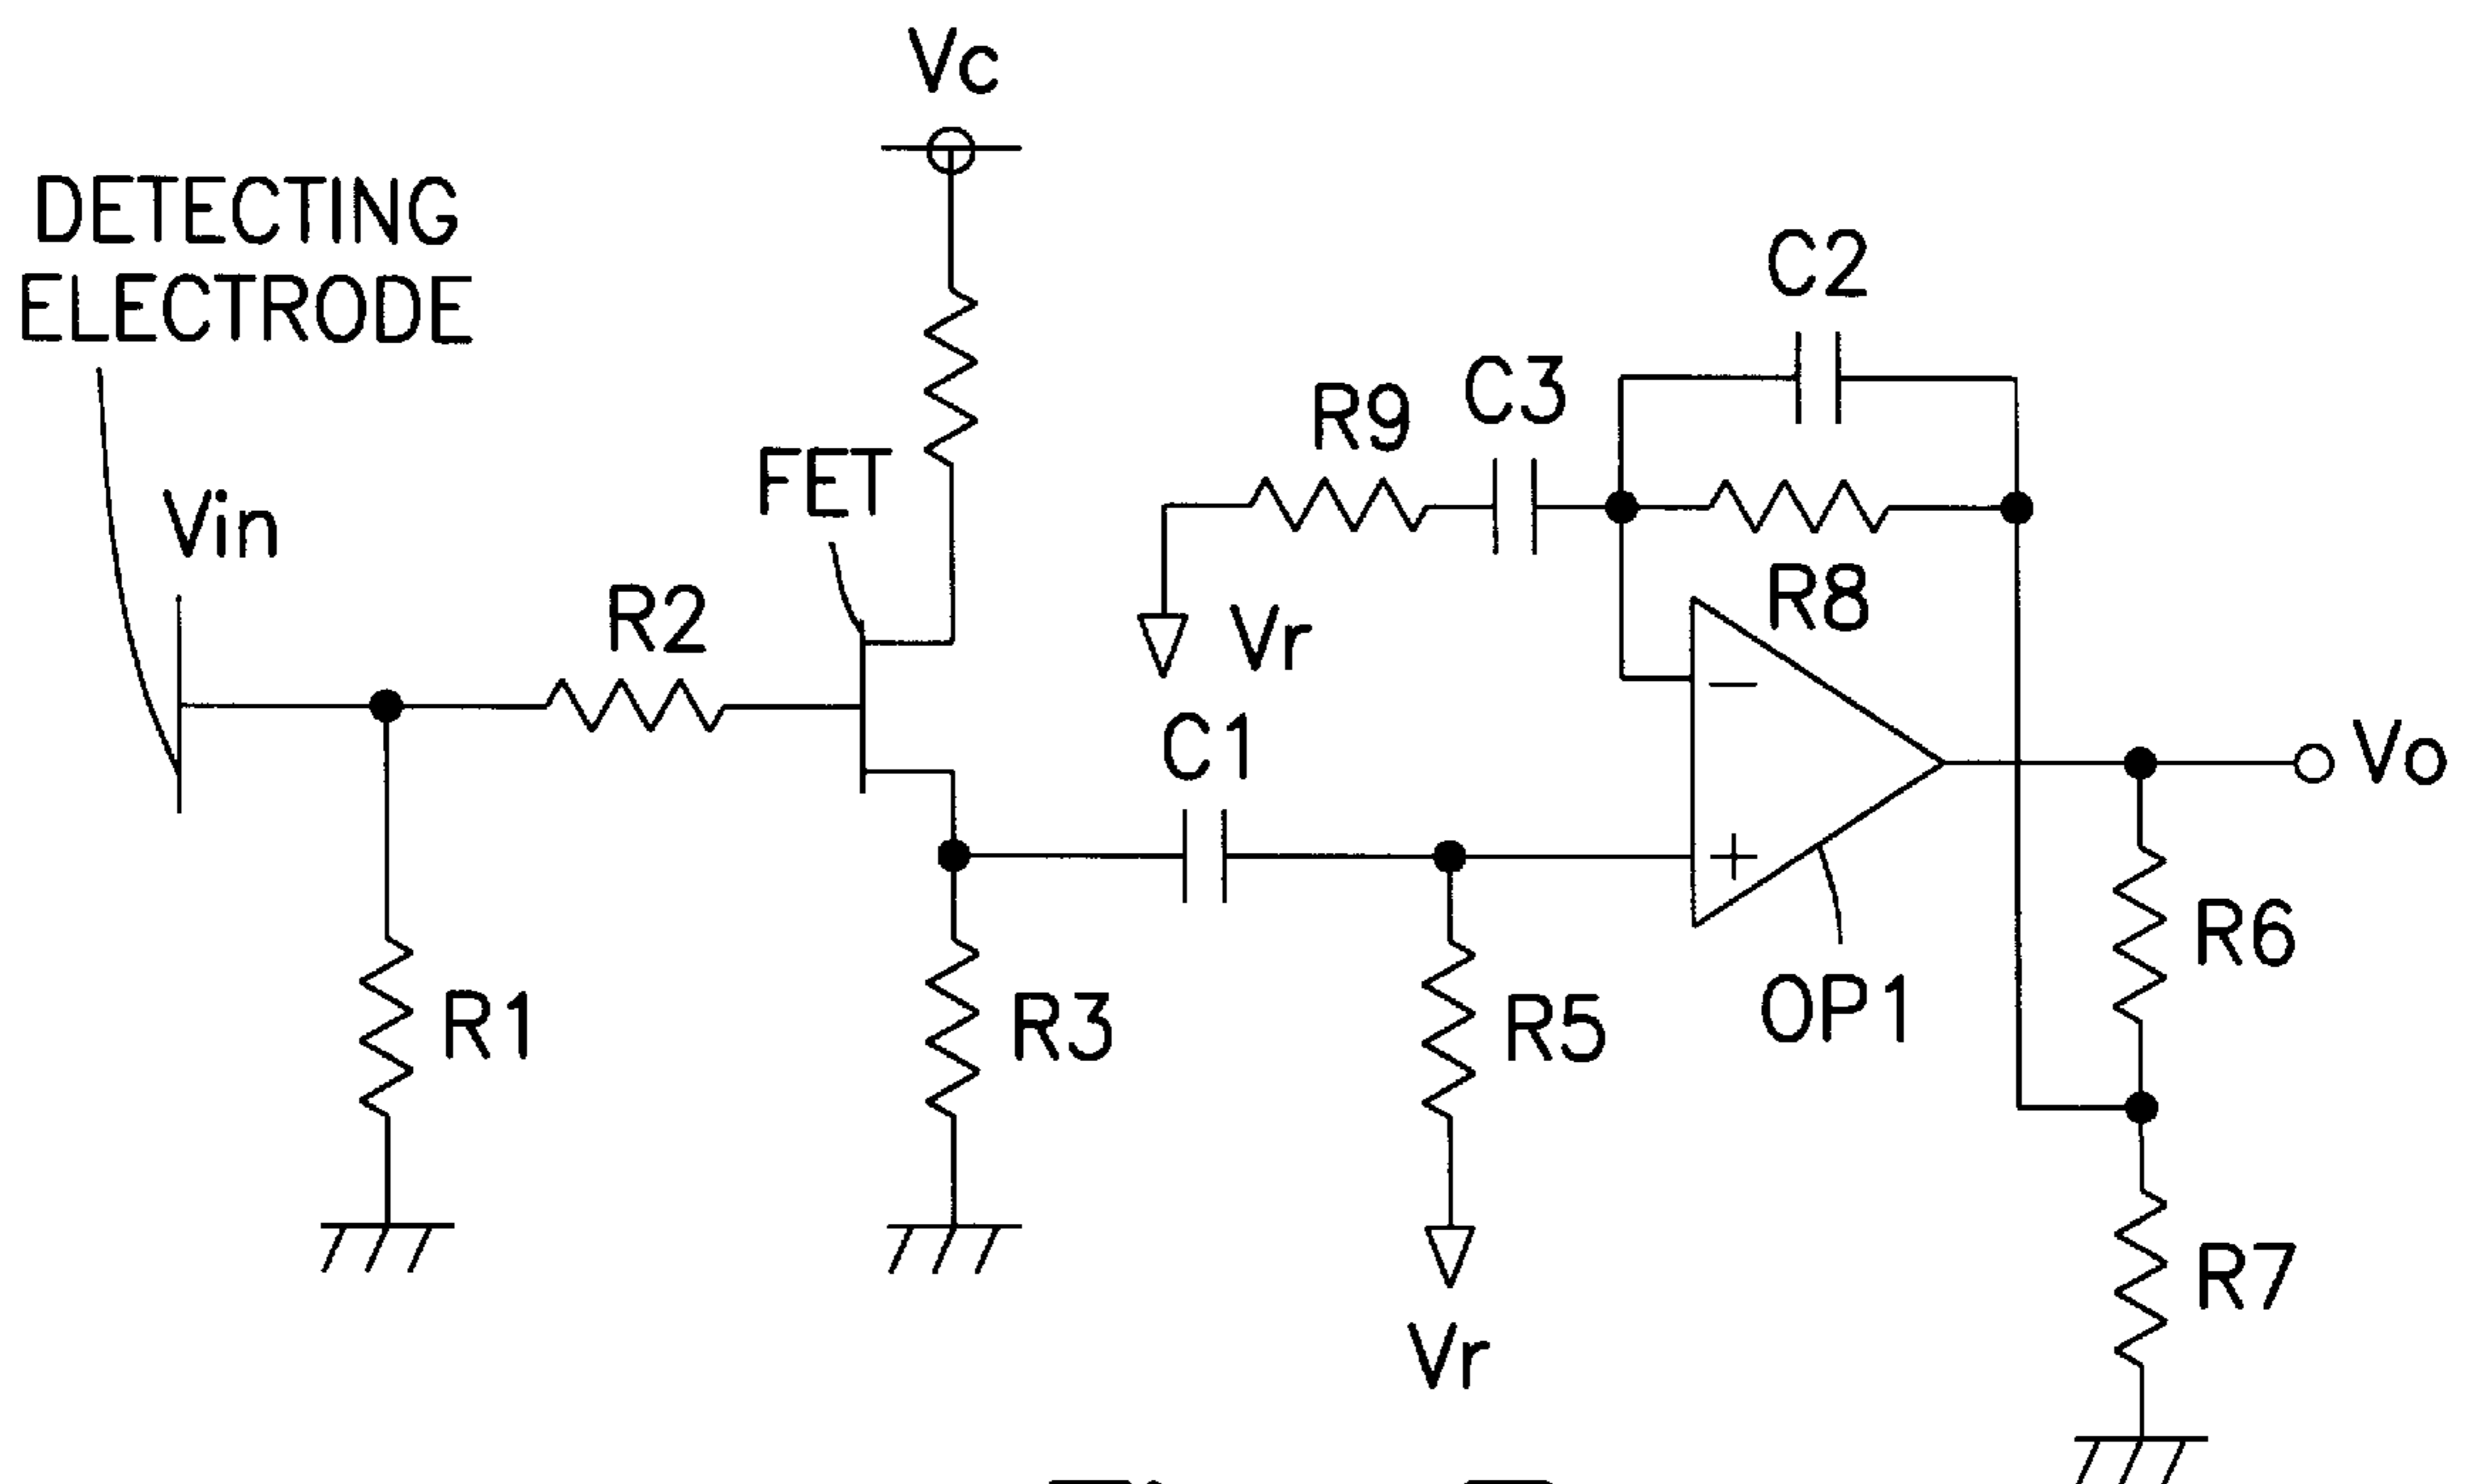 Vc
DETECTING
ELECTRODE
C2
C3
R9
FET
Vin
R8
R2
Vr
C1
Vo
−
+
R6
OP1
R1
R3
R5
R7
Vr